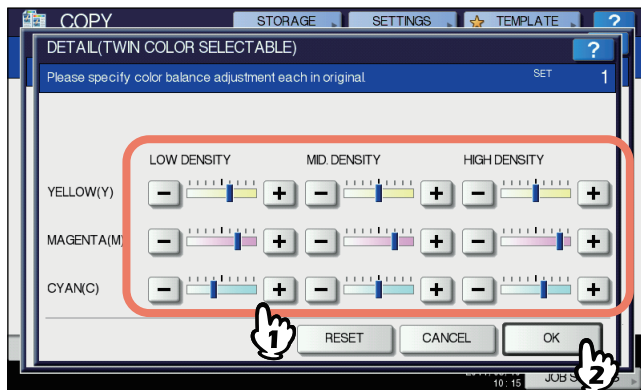 COPY STORAGE SETTINGS TEMPLATE ?
DETAIL(TWIN COLOR SELECTABLE) ?
Please specify color balance adjustment each in original. SET 1
LOW DENSITY MID. DENSITY HIGH DENSITY
YELLOW(Y) - + - + - +
MAGENTA(M) - + - + - +
CYAN(C) - + - + - +
1
RESET CANCEL OK
2
10:15 JOB